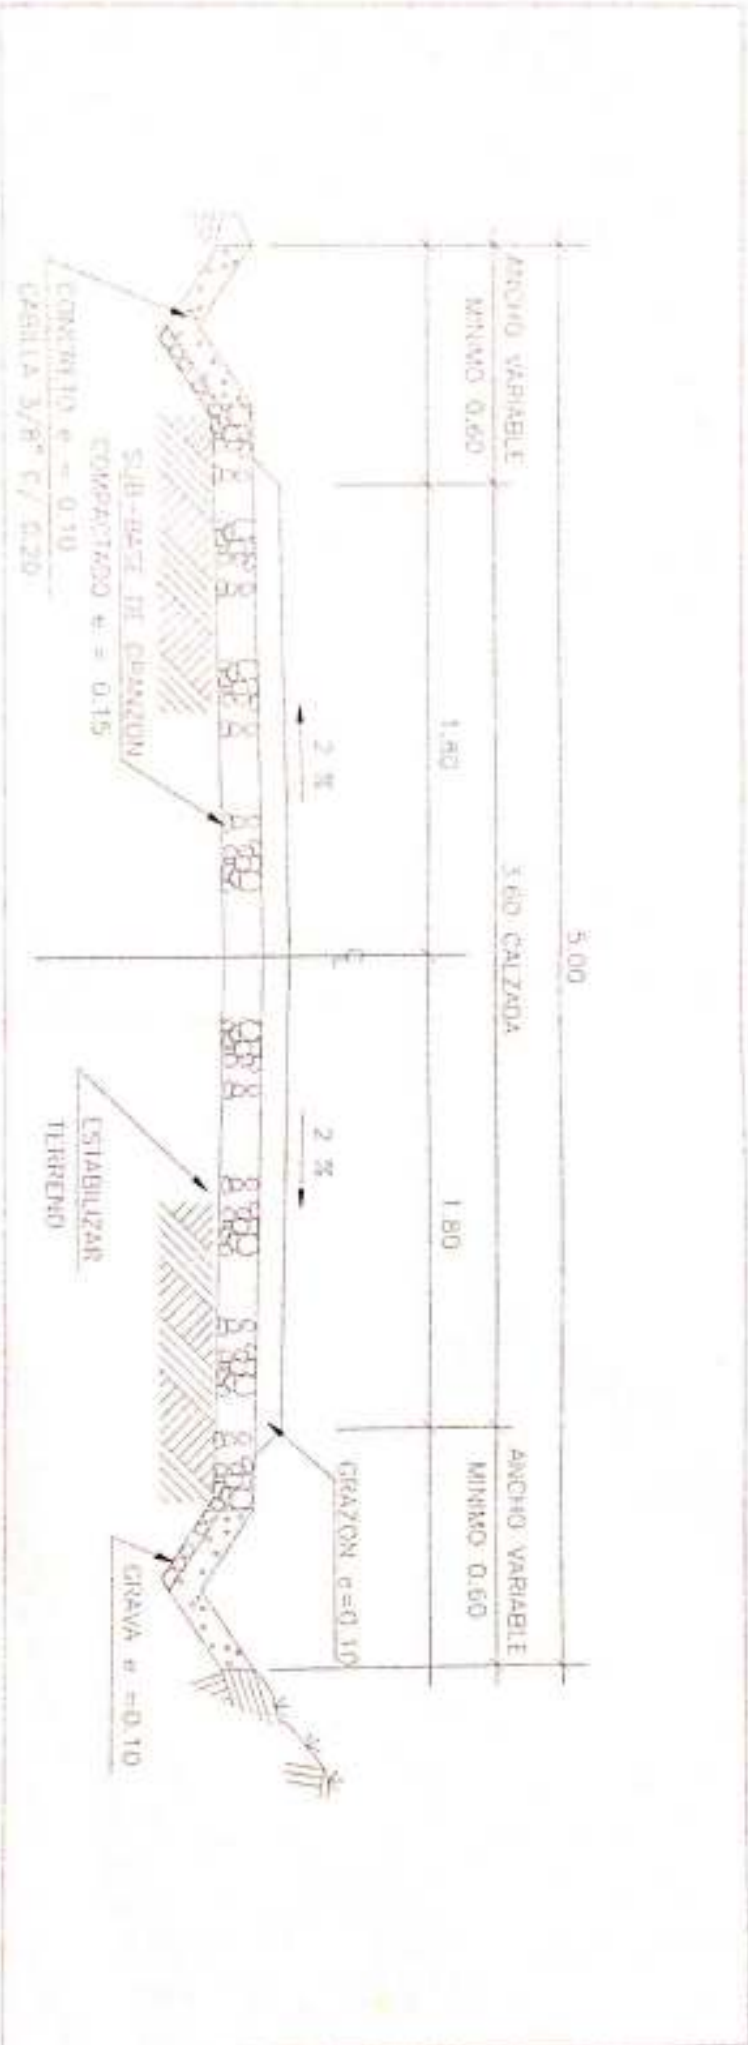 5.00
ANCHO VARIABLE
MINIMO 0.60
3.60 CALZADA
ANCHO VARIABLE
MINIMO 0.60
1.80
1.80
2 %
2 %
GRAZON e=0.10
CONCRETO e = 0.10
CABILLA 3/8" C/ 0.20
SUB-BASE DE GRANZON
COMPACTADO e = 0.15
ESTABILIZAR
TERRENO
GRAVA e =0.10